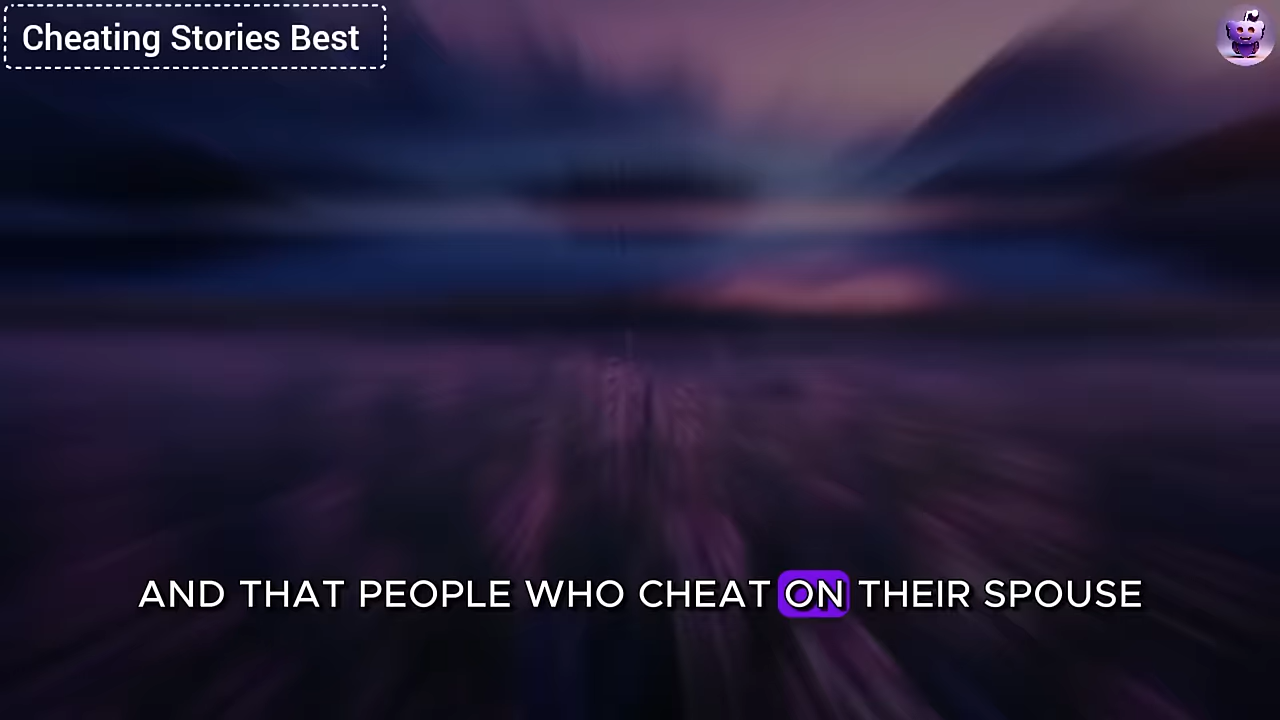 Cheating Stories Best
AND THAT PEOPLE WHO CHEAT ON THEIR SPOUSE